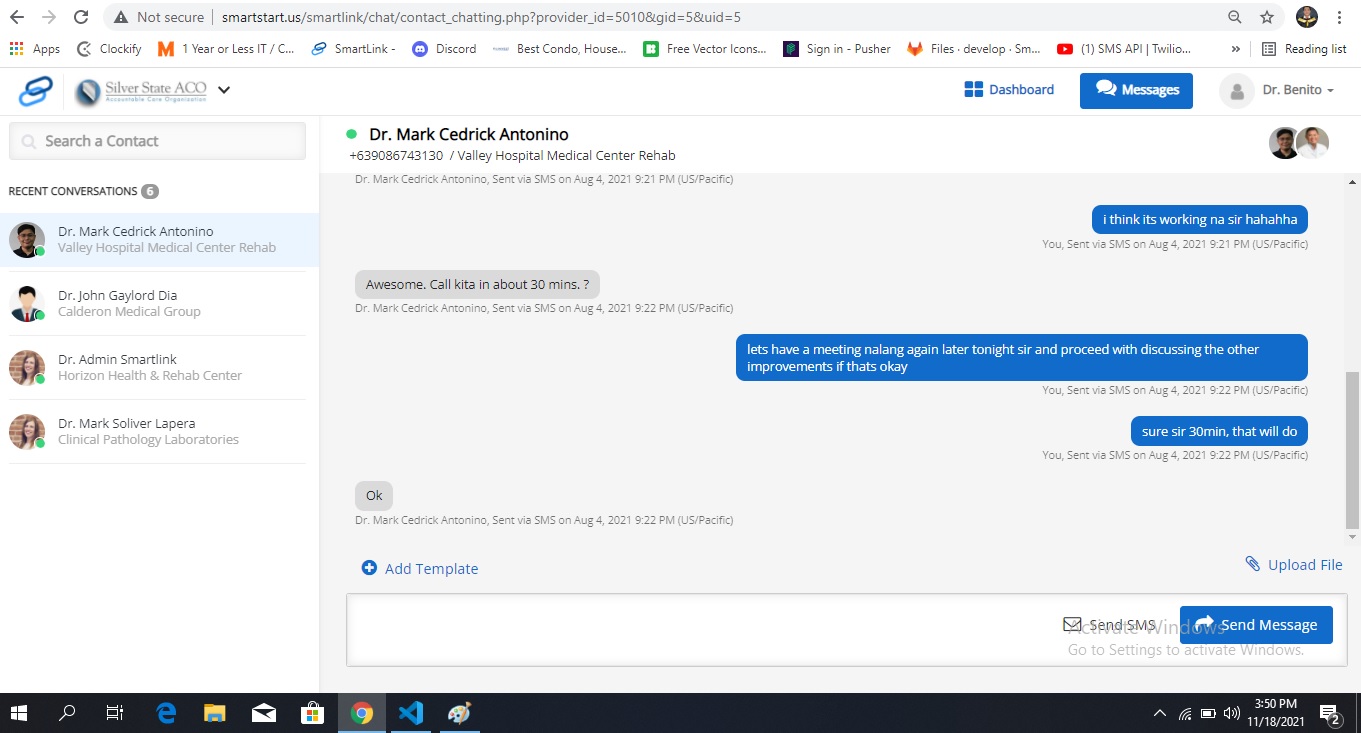 Not secure | smartstart.us/smartlink/chat/contact_chatting.php?provider_id=5010&gid=5&uid=5
Apps Clockify 1 Year or Less IT / C... SmartLink - Discord Best Condo, House... Free Vector Icons... Sign in - Pusher Files · develop · Sm... (1) SMS API | Twilio... » Reading list
Silver State ACO
Accountable Care Organization
Dashboard
Messages
Dr. Benito
Search a Contact
RECENT CONVERSATIONS 6
Dr. Mark Cedrick Antonino
Valley Hospital Medical Center Rehab
Dr. John Gaylord Dia
Calderon Medical Group
Dr. Admin Smartlink
Horizon Health & Rehab Center
Dr. Mark Soliver Lapera
Clinical Pathology Laboratories
Dr. Mark Cedrick Antonino
+639086743130 / Valley Hospital Medical Center Rehab
Dr. Mark Cedrick Antonino, Sent via SMS on Aug 4, 2021 9:21 PM (US/Pacific)
i think its working na sir hahahha
You, Sent via SMS on Aug 4, 2021 9:21 PM (US/Pacific)
Awesome. Call kita in about 30 mins. ?
Dr. Mark Cedrick Antonino, Sent via SMS on Aug 4, 2021 9:22 PM (US/Pacific)
lets have a meeting nalang again later tonight sir and proceed with discussing the other
improvements if thats okay
You, Sent via SMS on Aug 4, 2021 9:22 PM (US/Pacific)
sure sir 30min, that will do
You, Sent via SMS on Aug 4, 2021 9:22 PM (US/Pacific)
Ok
Dr. Mark Cedrick Antonino, Sent via SMS on Aug 4, 2021 9:22 PM (US/Pacific)
Add Template
Upload File
Send SMS
Send Message
Activate Windows
Go to Settings to activate Windows.
3:50 PM
11/18/2021
2